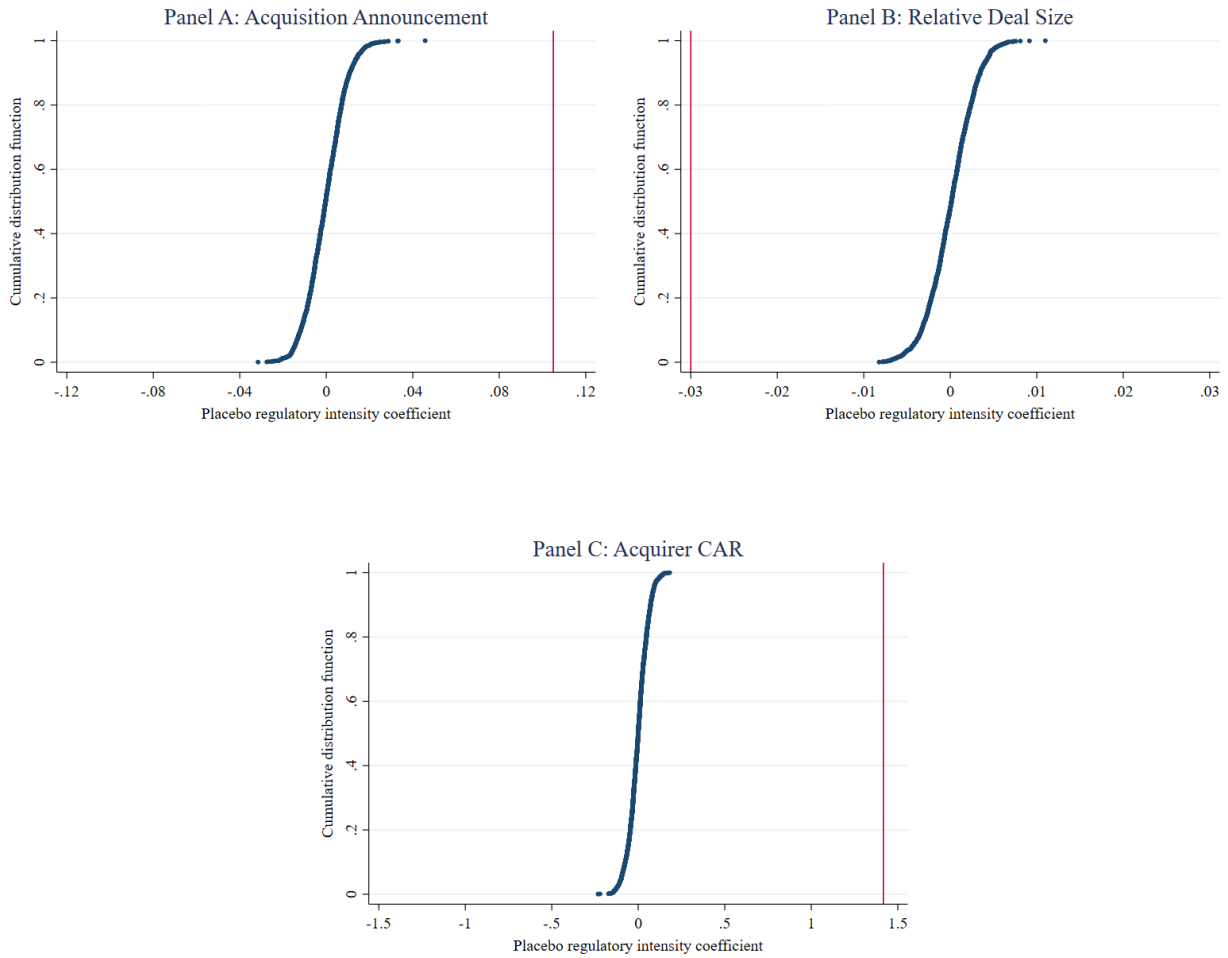 Panel A: Acquisition Announcement
Cumulative distribution function
1
.8
.6
.4
.2
0
-.12 -.08 -.04 0 .04 .08 .12
Placebo regulatory intensity coefficient
Panel B: Relative Deal Size
Cumulative distribution function
1
.8
.6
.4
.2
0
-.03 -.02 -.01 0 .01 .02 .03
Placebo regulatory intensity coefficient
Panel C: Acquirer CAR
Cumulative distribution function
1
.8
.6
.4
.2
0
-1.5 -1 -.5 0 .5 1 1.5
Placebo regulatory intensity coefficient